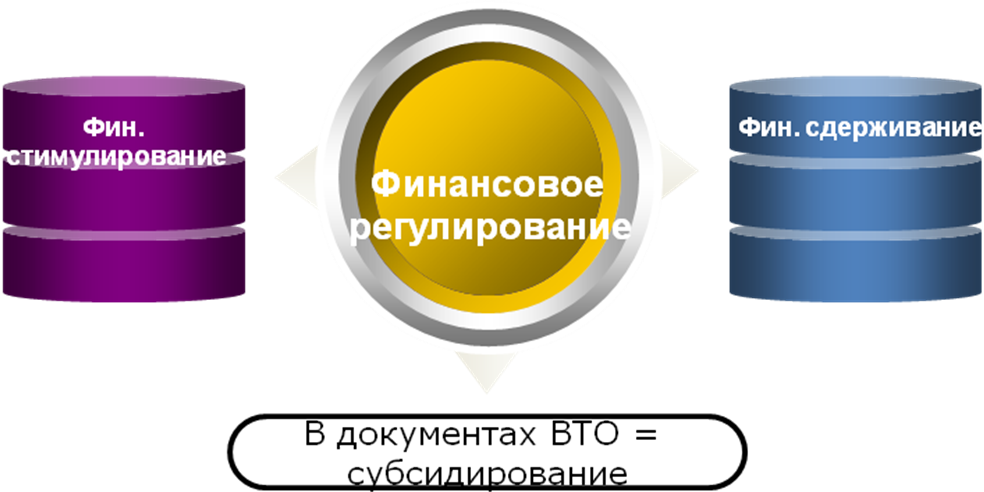 Фин.
стимулирование
Финансовое
регулирование
Фин. сдерживание
В документах ВТО =
субсидирование